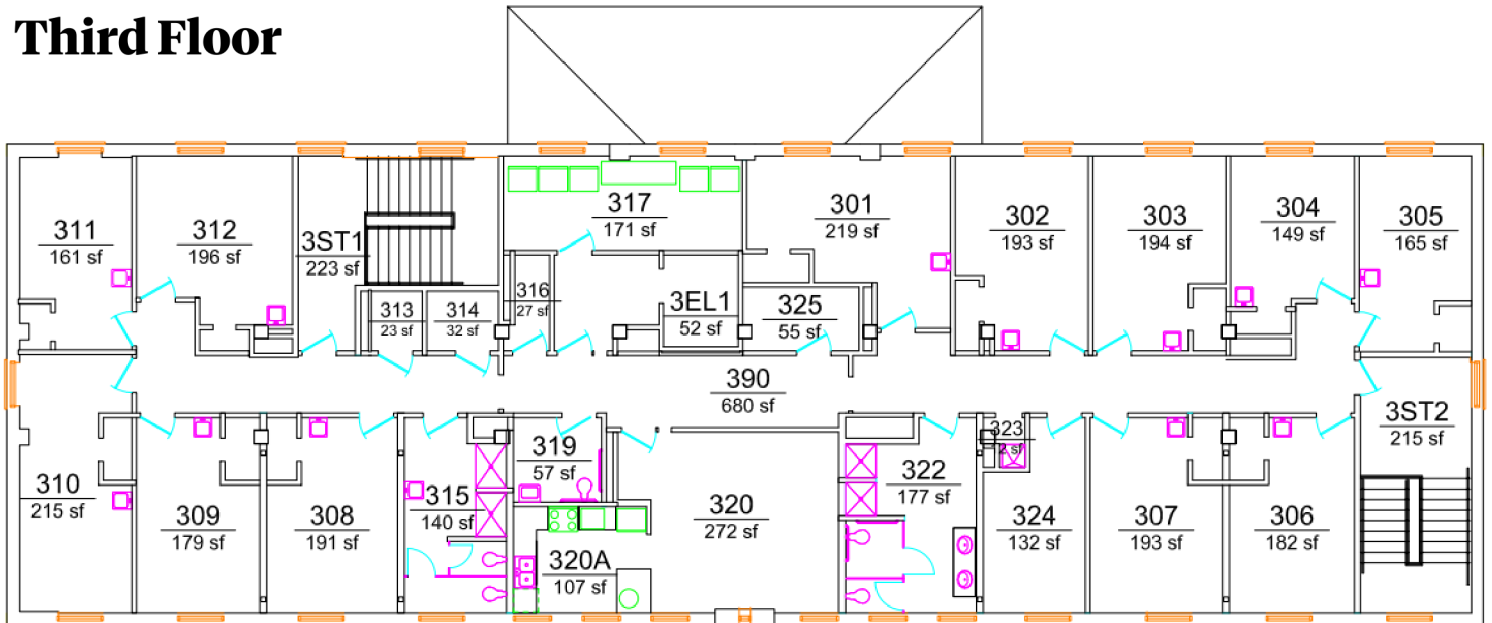 Third Floor
311
161 sf
312
196 sf
3ST1
223 sf
313
23 sf
314
32 sf
316
27 sf
317
171 sf
3EL1
52 sf
325
55 sf
301
219 sf
302
193 sf
303
194 sf
304
149 sf
305
165 sf
390
680 sf
310
215 sf
309
179 sf
308
191 sf
315
140 sf
319
57 sf
320A
107 sf
320
272 sf
322
177 sf
323
2 sf
324
132 sf
307
193 sf
306
182 sf
3ST2
215 sf